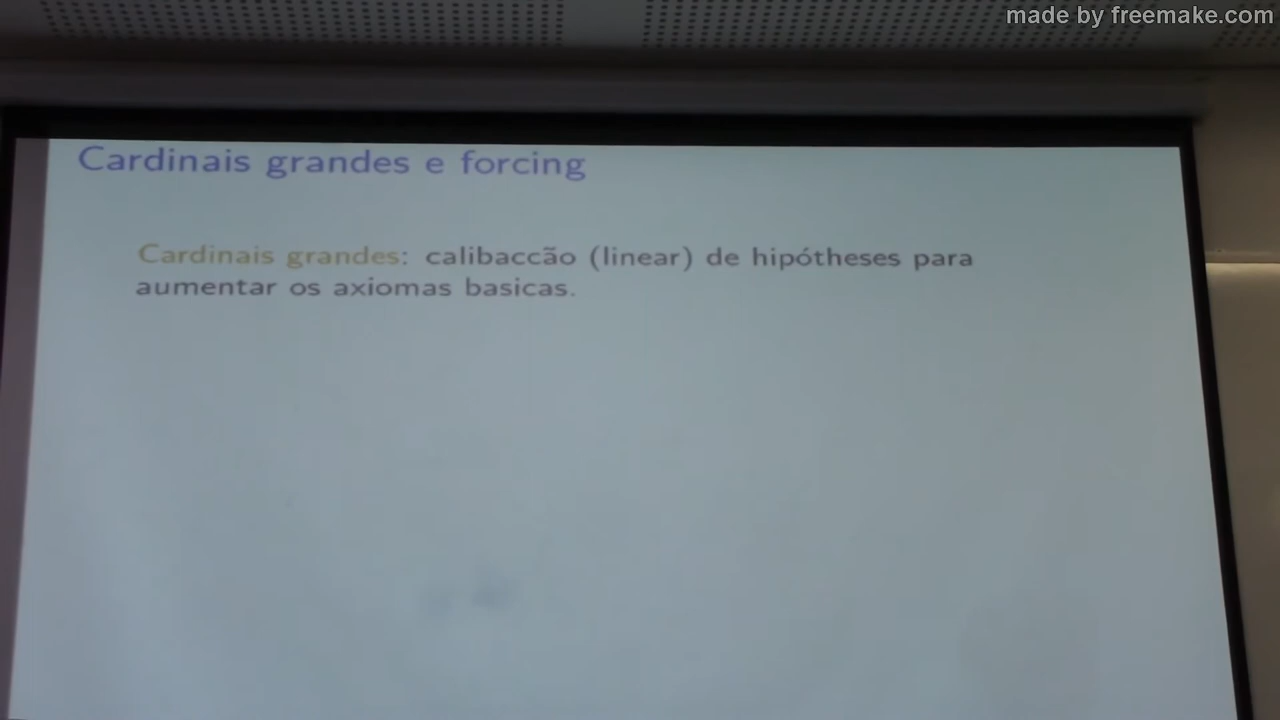 made by freemake.com
Cardinais grandes e forcing
Cardinais grandes: calibaccão (linear) de hipótheses para
aumentar os axiomas basicas.